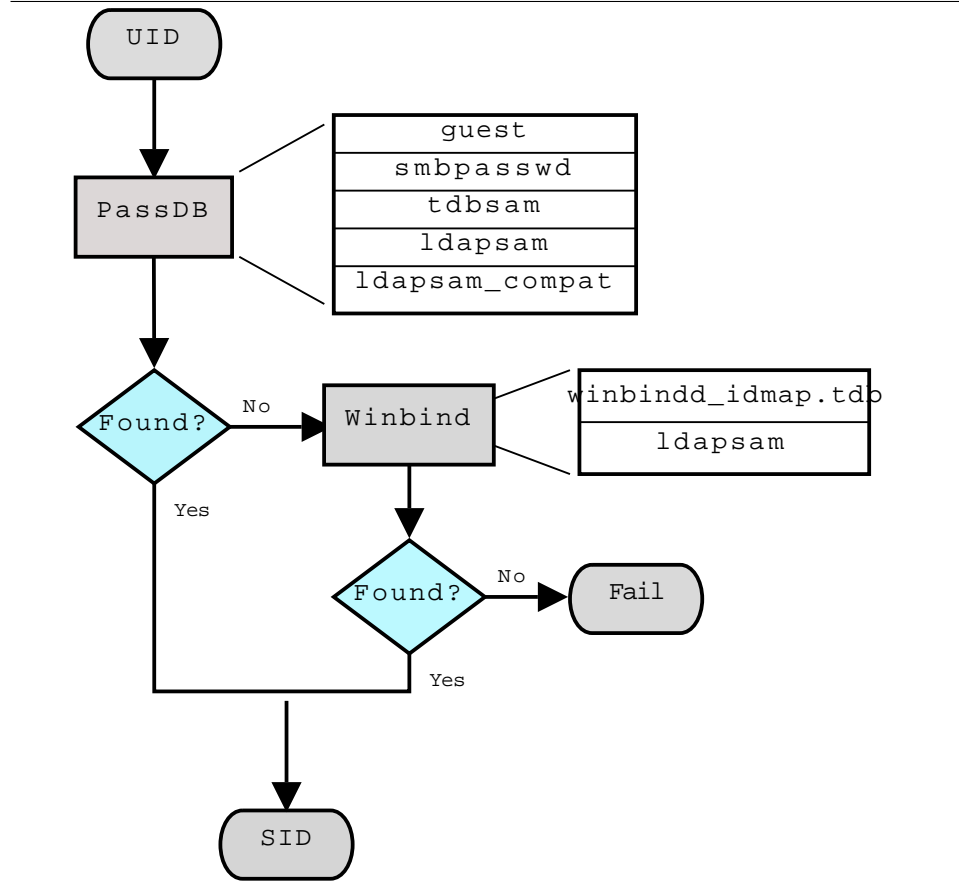 UID
PassDB
guest
smbpasswd
tdbsam
ldapsam
ldapsam_compat
Found?
No
Winbind
winbindd_idmap.tdb
ldapsam
Yes
Found?
No
Fail
Yes
SID